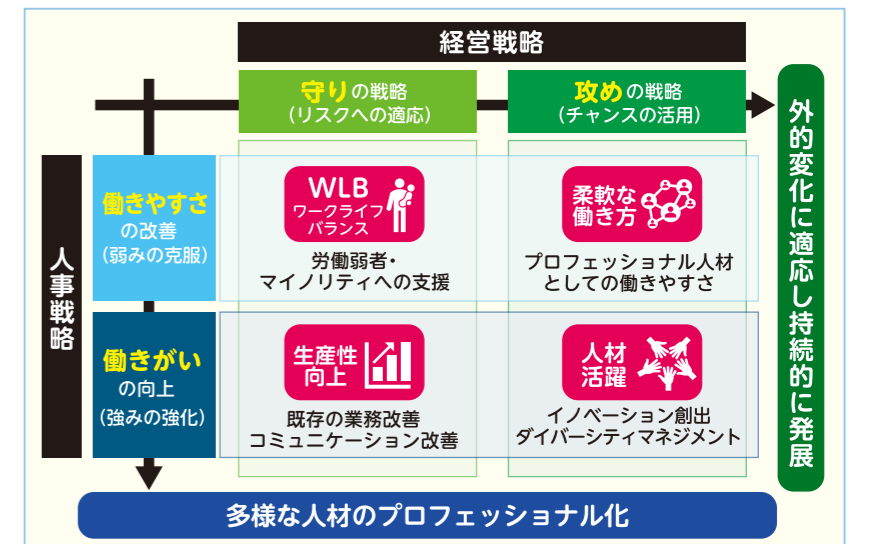 経営戦略
守りの戦略
(リスクへの適応)
攻めの戦略
(チャンスの活用)
外的変化に適応し持続的に発展
人事戦略
働きやすさ
の改善
(弱みの克服)
WLB
ワークライフ
バランス
労働弱者・
マイノリティへの支援
柔軟な
働き方
プロフェッショナル人材
としての働きやすさ
働きがい
の向上
(強みの強化)
生産性
向上
既存の業務改善
コミュニケーション改善
人材
活躍
イノベーション創出
ダイバーシティマネジメント
多様な人材のプロフェッショナル化